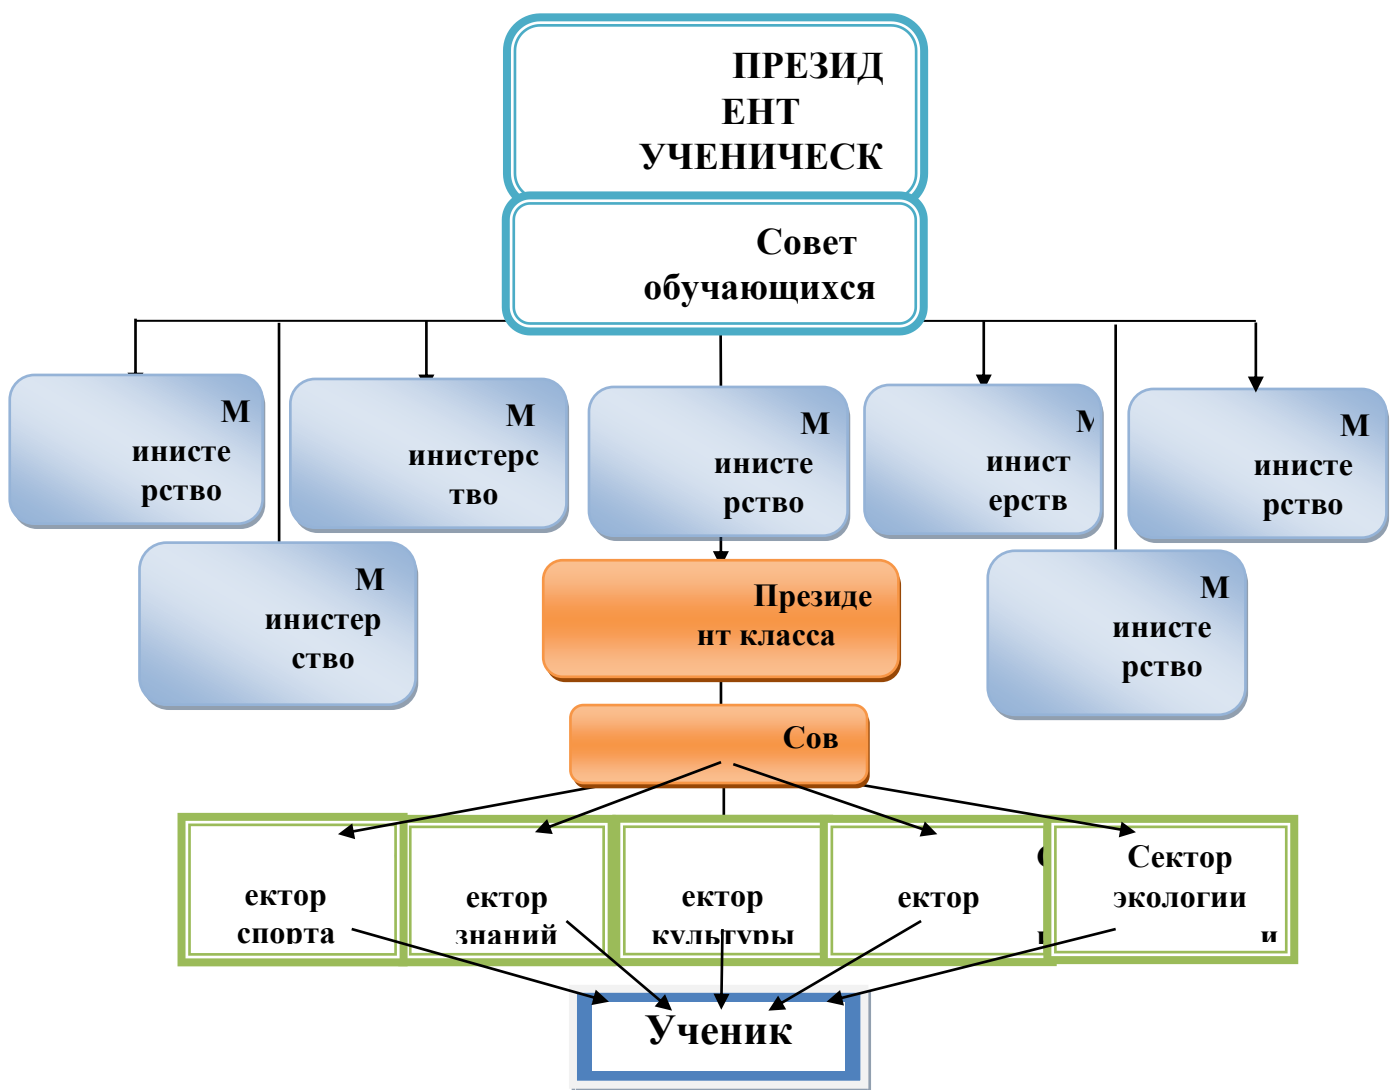 ПРЕЗИД
ЕНТ
УЧЕНИЧЕСК
Совет
обучающихся
М
инисте
рство
М
инистерс
тво
М
инисте
рство
М
инист
ерств
М
инисте
рство
М
инистер
ство
М
инисте
рство
Президе
нт класса
Сов
ектор
спорта
ектор
знаний
ектор
культуры
ектор
Сектор
экологии
и
Ученик